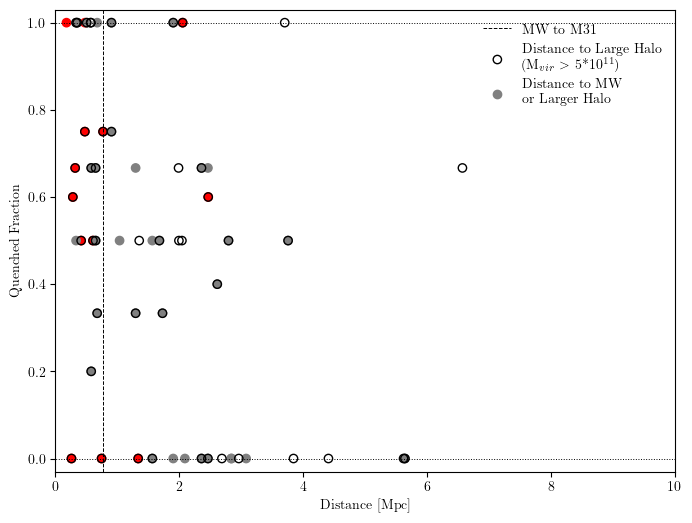 MW to M31
Distance to Large Halo
(M_vir > 5*10^11)
Distance to MW
or Larger Halo
1.0
0.8
0.6
0.4
0.2
0.0
Quenched Fraction
0 2 4 6 8 10
Distance [Mpc]